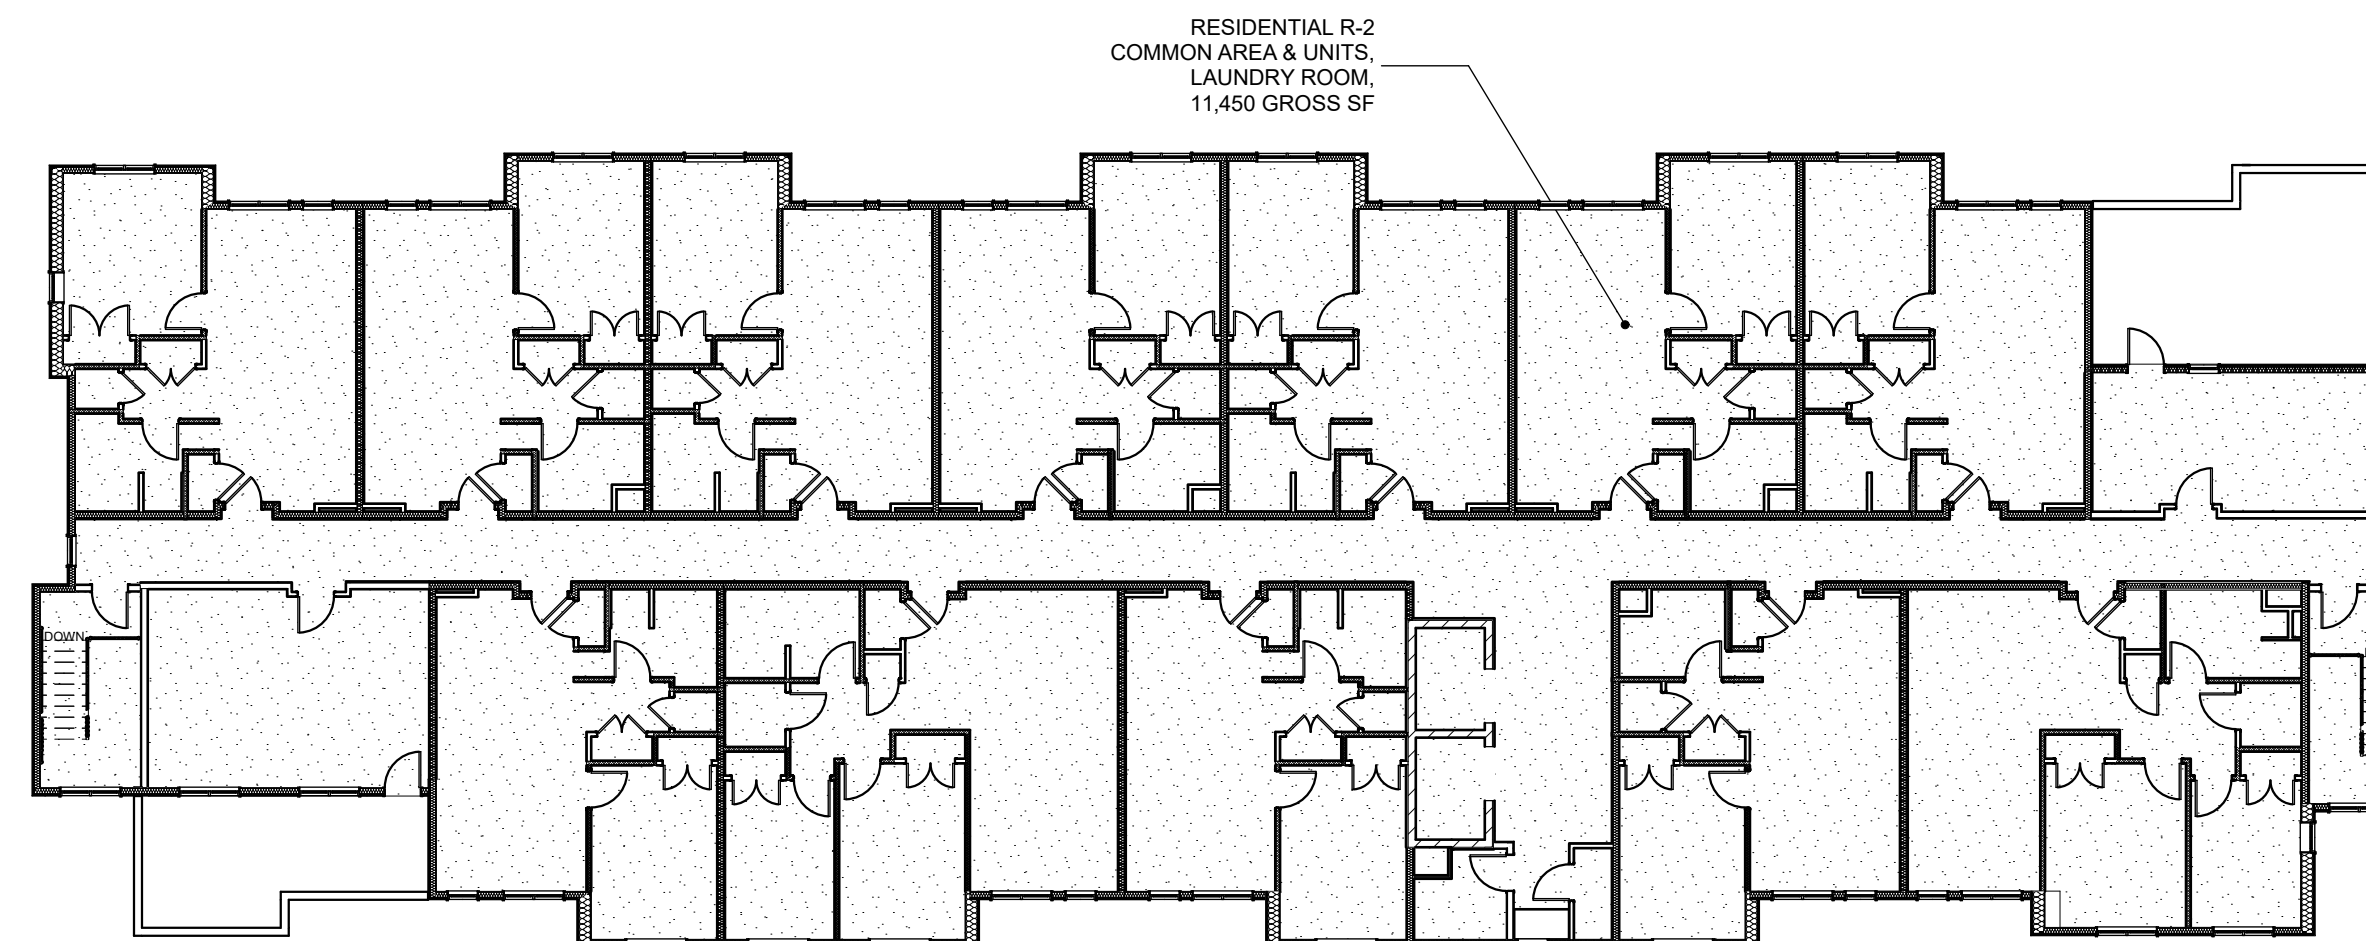 RESIDENTIAL R-2
COMMON AREA & UNITS,
LAUNDRY ROOM,
11,450 GROSS SF
DOWN